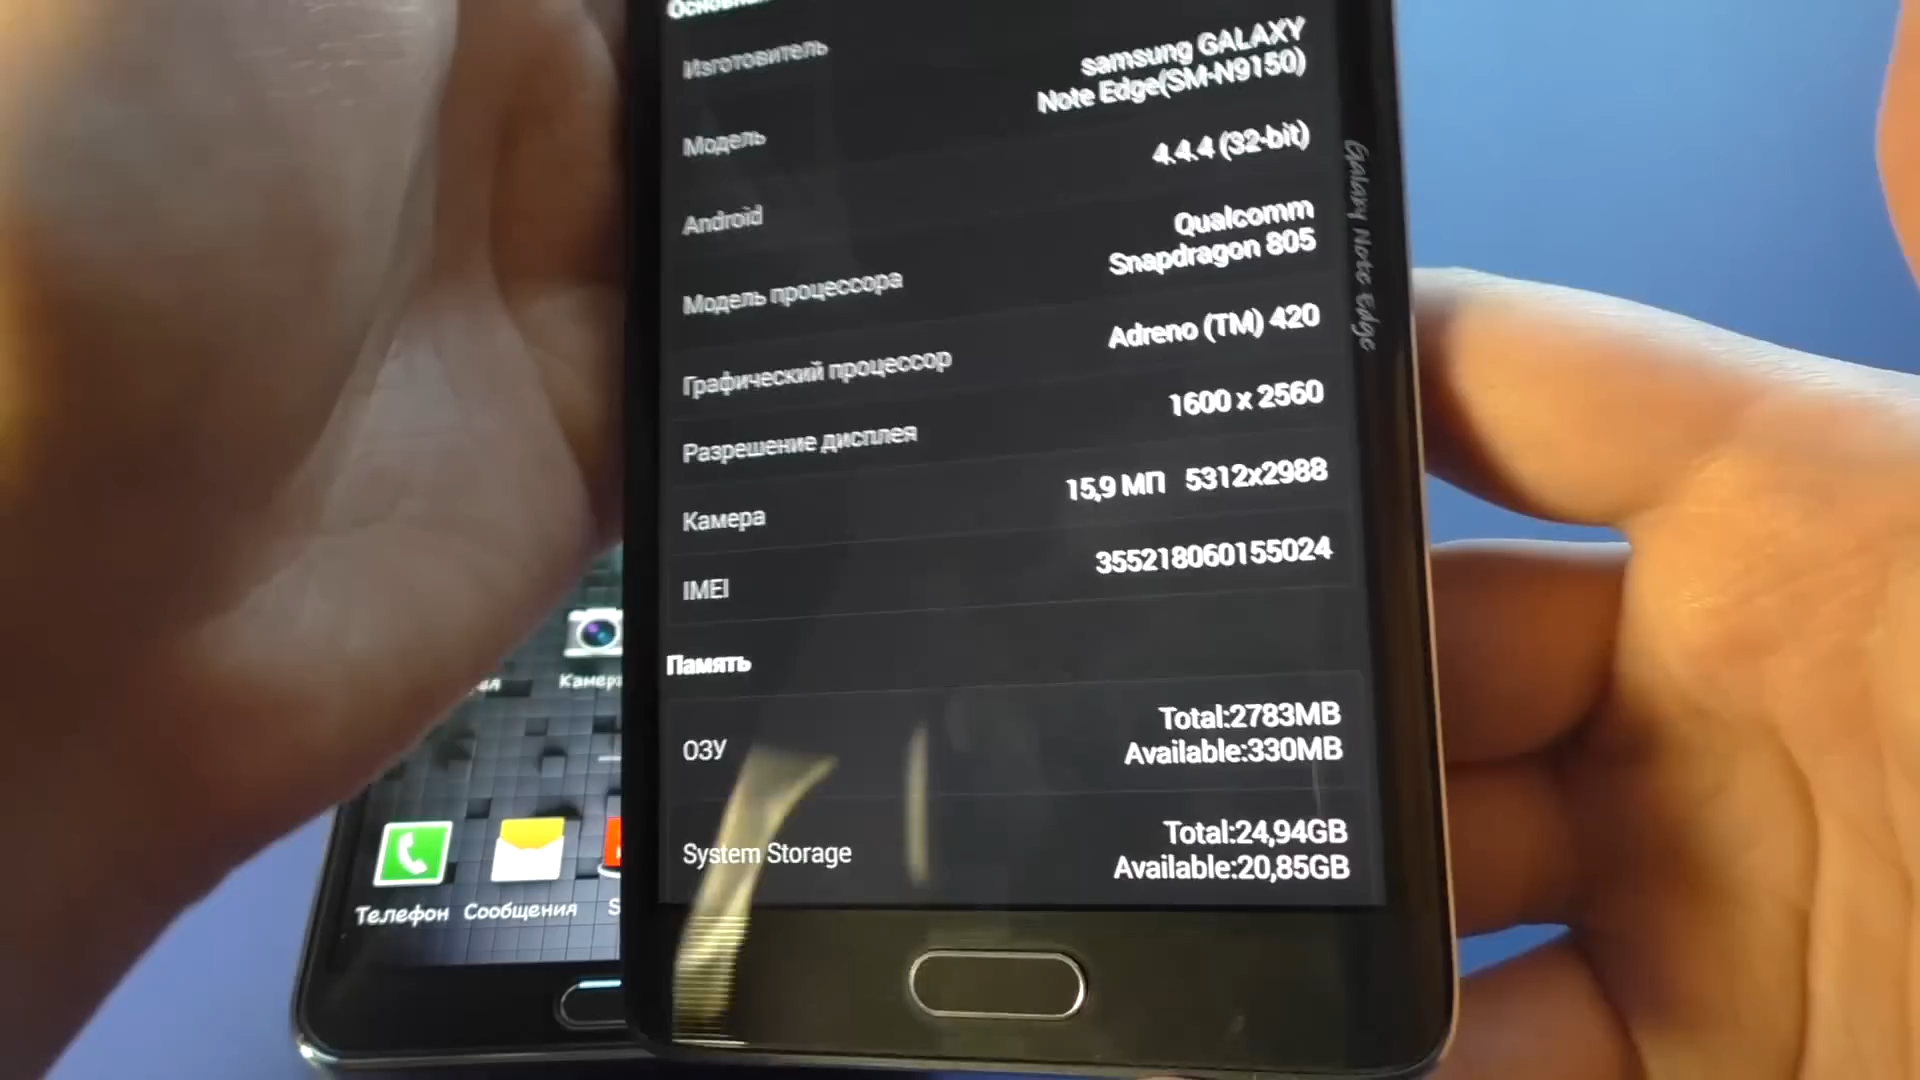 Изготовитель
samsung GALAXY
Note Edge(SM-N9150)
Модель
4.4.4 (32-bit)
Android
Qualcomm
Snapdragon 805
Модель процессора
Adreno (TM) 420
Графический процессор
1600 x 2560
Разрешение дисплея
15,9 МП 5312x2988
Камера
355218060155024
IMEI
Память
Total:2783MB
ОЗУ
Available:330MB
Total:24,94GB
System Storage
Available:20,85GB
Galaxy Note Edge
Камера
Телефон Сообщения